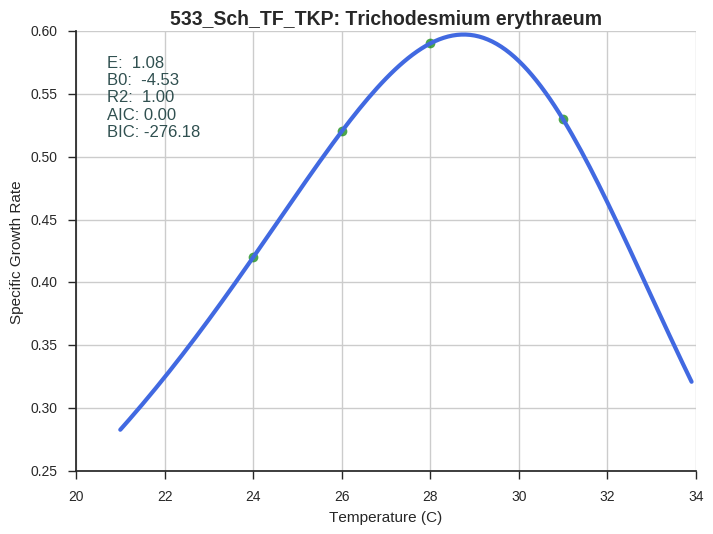 533_Sch_TF_TKP: Trichodesmium erythraeum
E:  1.08
B0:  -4.53
R2:  1.00
AIC: 0.00
BIC: -276.18
Specific Growth Rate
0.60
0.55
0.50
0.45
0.40
0.35
0.30
0.25
20 22 24 26 28 30 32 34
Temperature (C)